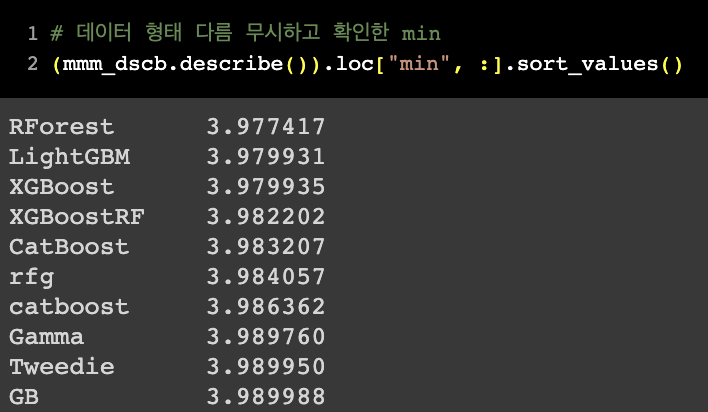 1 # 데이터 형태 다름 무시하고 확인한 min
2 (mmm_dscb.describe()).loc["min", :].sort_values()
RForest 3.977417
LightGBM 3.979931
XGBoost 3.979935
XGBoostRF 3.982202
CatBoost 3.983207
rfg 3.984057
catboost 3.986362
Gamma 3.989760
Tweedie 3.989950
GB 3.989988